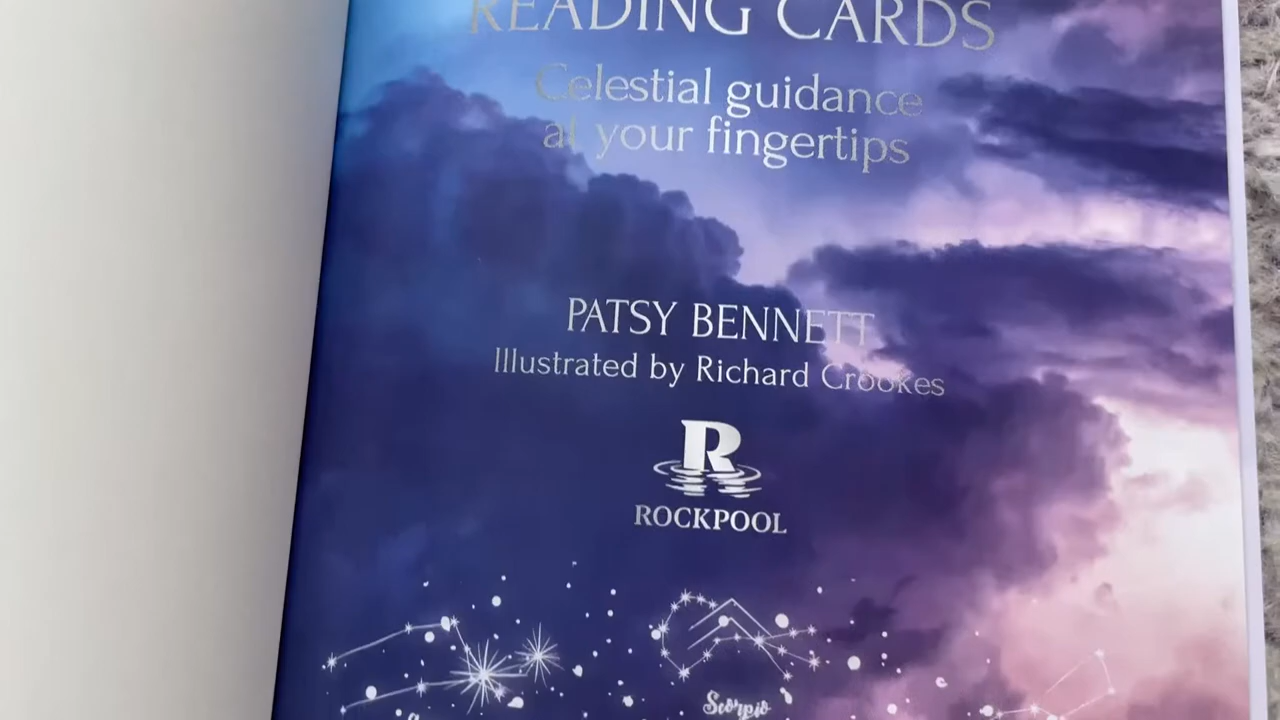 READING CARDS
Celestial guidance
at your fingertips
PATSY BENNETT
Illustrated by Richard Crookes
R
ROCKPOOL
Scorpio